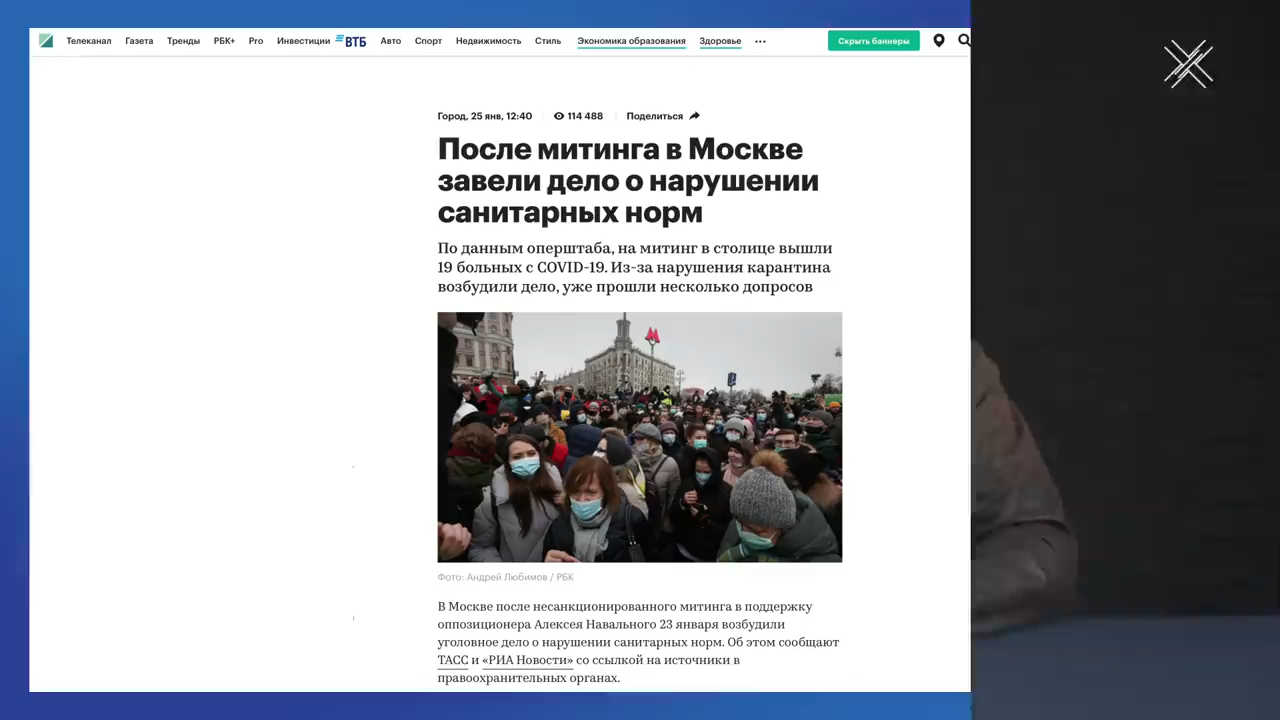 Телеканал Газета Тренды РБК+ Pro Инвестиции ВТБ Авто Спорт Недвижимость Стиль Экономика образования Здоровье ••• Скрыть баннеры
Город, 25 янв, 12:40 114 488 Поделиться
После митинга в Москве
завели дело о нарушении
санитарных норм
По данным оперштаба, на митинг в столице вышли
19 больных с COVID-19. Из-за нарушения карантина
возбудили дело, уже прошли несколько допросов
Фото: Андрей Любимов / РБК
В Москве после несанкционированного митинга в поддержку
оппозиционера Алексея Навального 23 января возбудили
уголовное дело о нарушении санитарных норм. Об этом сообщают
ТАСС и «РИА Новости» со ссылкой на источники в
правоохранительных органах.